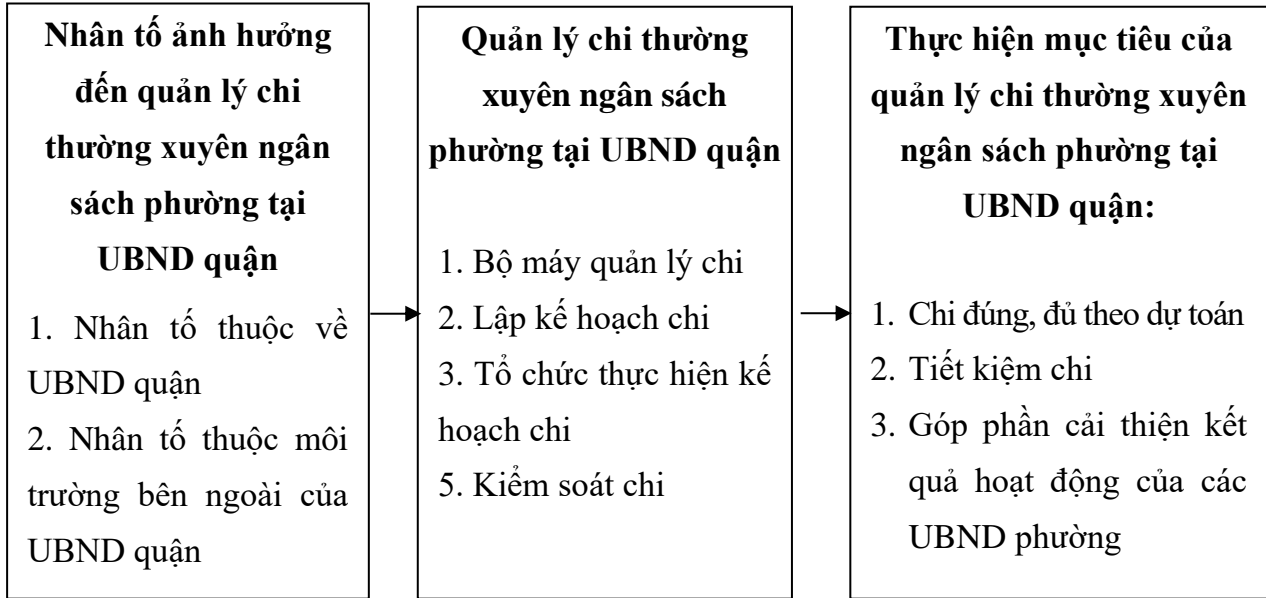 Nhân tố ảnh hưởng
đến quản lý chi
thường xuyên ngân
sách phường tại
UBND quận
1. Nhân tố thuộc về
UBND quận
2. Nhân tố thuộc môi
trường bên ngoài của
UBND quận
Quản lý chi thường
xuyên ngân sách
phường tại UBND quận
1. Bộ máy quản lý chi
2. Lập kế hoạch chi
3. Tổ chức thực hiện kế
hoạch chi
5. Kiểm soát chi
Thực hiện mục tiêu của
quản lý chi thường xuyên
ngân sách phường tại
UBND quận:
1. Chi đúng, đủ theo dự toán
2. Tiết kiệm chi
3. Góp phần cải thiện kết
quả hoạt động của các
UBND phường